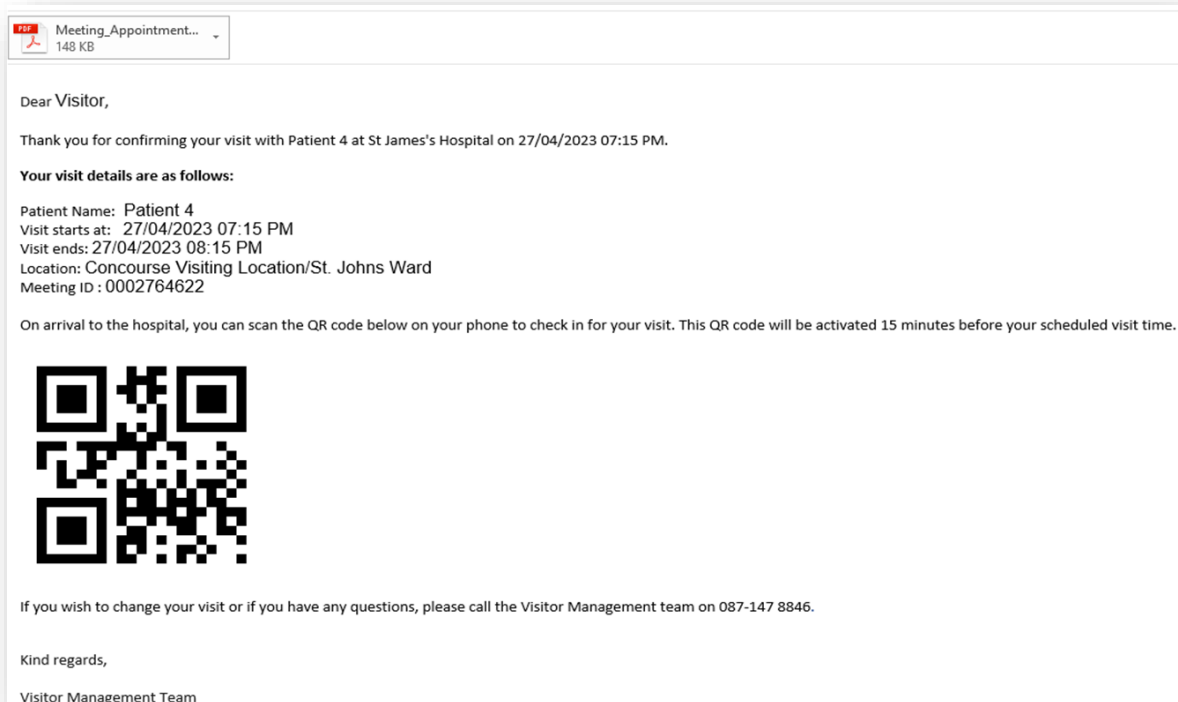 PDF
Meeting_Appointment...
148 KB
Dear Visitor,
Thank you for confirming your visit with Patient 4 at St James's Hospital on 27/04/2023 07:15 PM.
Your visit details are as follows:
Patient Name: Patient 4
Visit starts at: 27/04/2023 07:15 PM
Visit ends: 27/04/2023 08:15 PM
Location: Concourse Visiting Location/St. Johns Ward
Meeting ID : 0002764622
On arrival to the hospital, you can scan the QR code below on your phone to check in for your visit. This QR code will be activated 15 minutes before your scheduled visit time.
If you wish to change your visit or if you have any questions, please call the Visitor Management team on 087-147 8846.
Kind regards,
Visitor Management Team